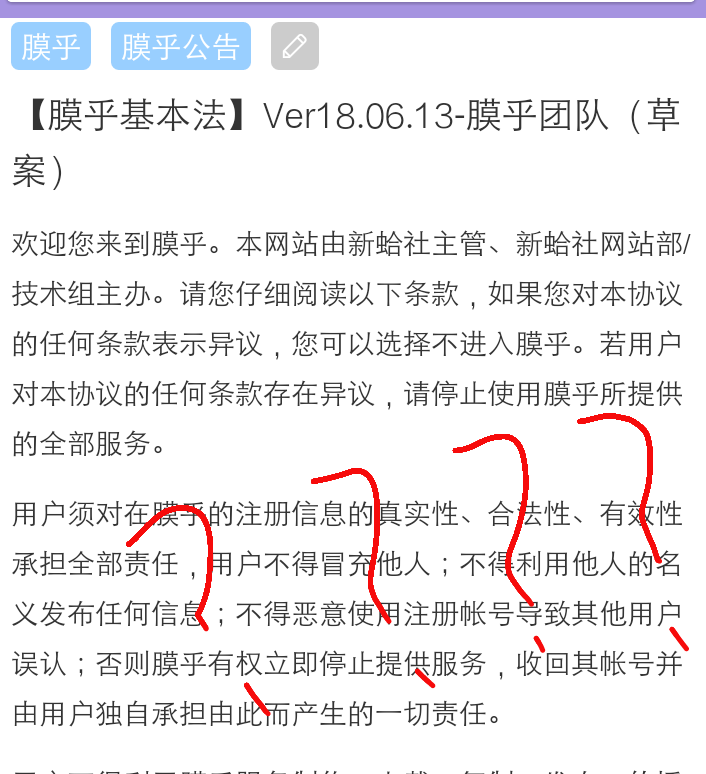 膜乎 膜乎公告
【膜乎基本法】Ver18.06.13-膜乎团队（草
案）
欢迎您来到膜乎。本网站由新蛤社主管、新蛤社网站部/
技术组主办。请您仔细阅读以下条款，如果您对本协议
的任何条款表示异议，您可以选择不进入膜乎。若用户
对本协议的任何条款存在异议，请停止使用膜乎所提供
的全部服务。
用户须对在膜乎的注册信息的真实性、合法性、有效性
承担全部责任，用户不得冒充他人；不得利用他人的名
义发布任何信息；不得恶意使用注册帐号导致其他用户
误认；否则膜乎有权立即停止提供服务，收回其帐号并
由用户独自承担由此而产生的一切责任。